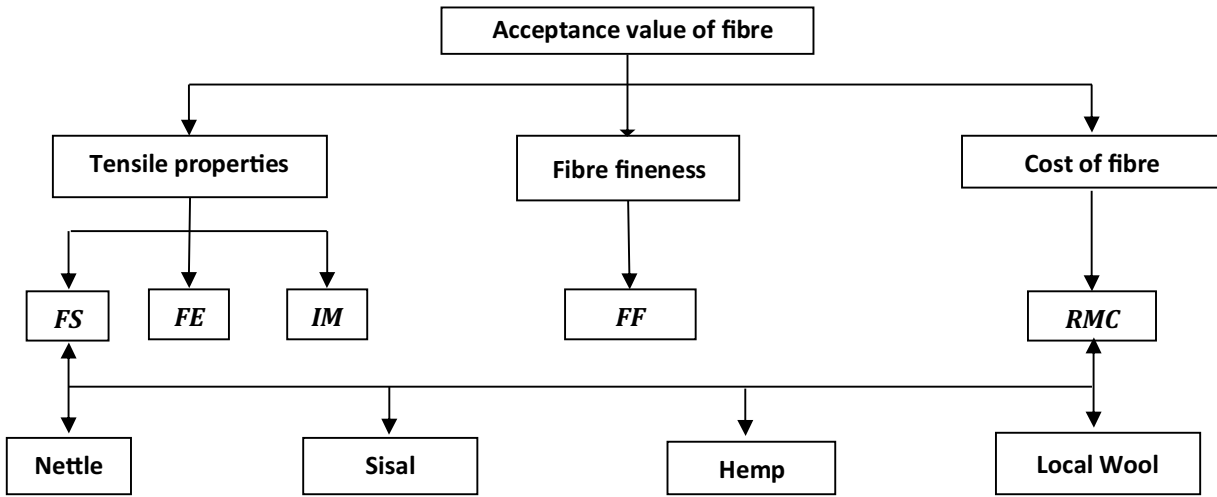 Acceptance value of fibre
Tensile properties
Fibre fineness
Cost of fibre
FS
FE
IM
FF
RMC
Nettle
Sisal
Hemp
Local Wool